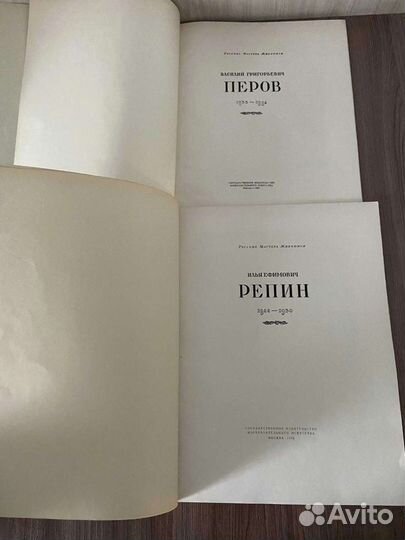 Русские Мастера Живописи
ВАСИЛИЙ ГРИГОРЬЕВИЧ
ПЕРОВ
Русские Мастера Живописи
ИЛЬЯ ЕФИМОВИЧ
РЕПИН
1844—1930
ГОСУДАРСТВЕННОЕ ИЗДАТЕЛЬСТВО
ИЗОБРАЗИТЕЛЬНОГО ИСКУССТВА
МОСКВА
Avito